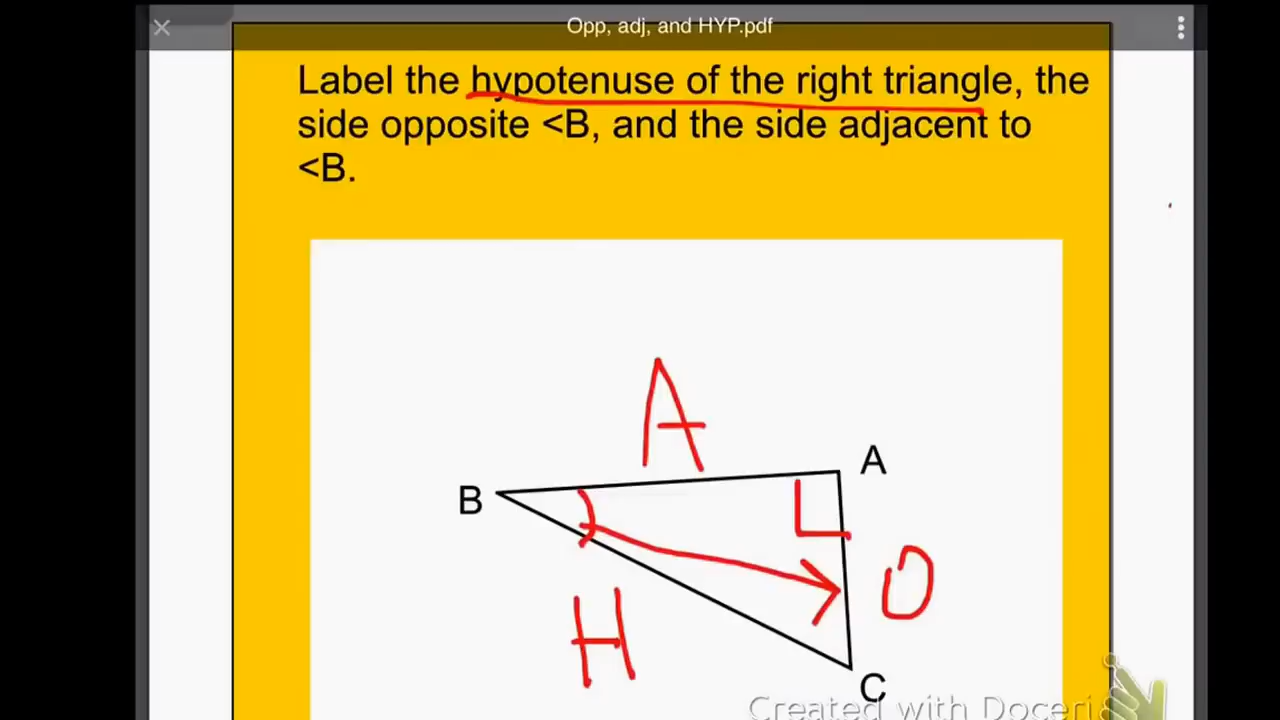 Opp, adj, and HYP.pdf
Label the hypotenuse of the right triangle, the
side opposite <B, and the side adjacent to
<B.
A
A
B
O
H
C
Created with Doceri